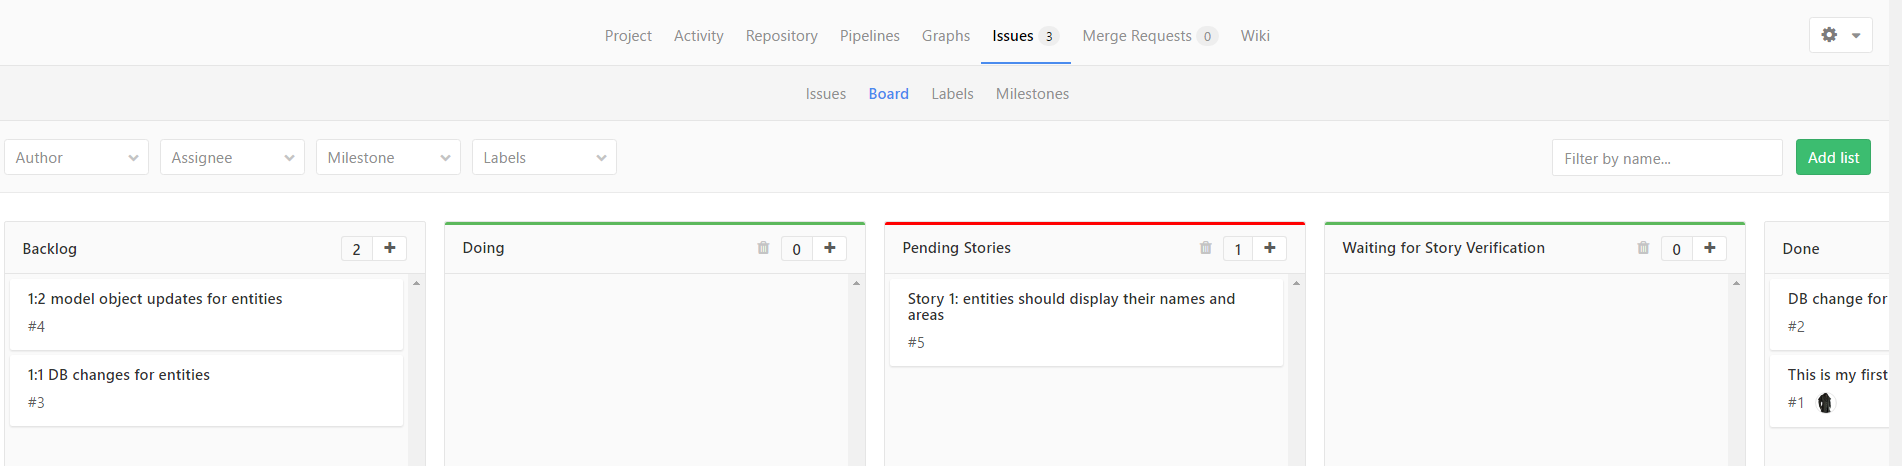 Project Activity Repository Pipelines Graphs Issues 3 Merge Requests 0 Wiki
Issues Board Labels Milestones
Author Assignee Milestone Labels Filter by name... Add list
Backlog 2
1:2 model object updates for entities
#4
1:1 DB changes for entities
#3
Doing 0
Pending Stories 1
Story 1: entities should display their names and
areas
#5
Waiting for Story Verification 0
Done
DB change for
#2
This is my first
#1